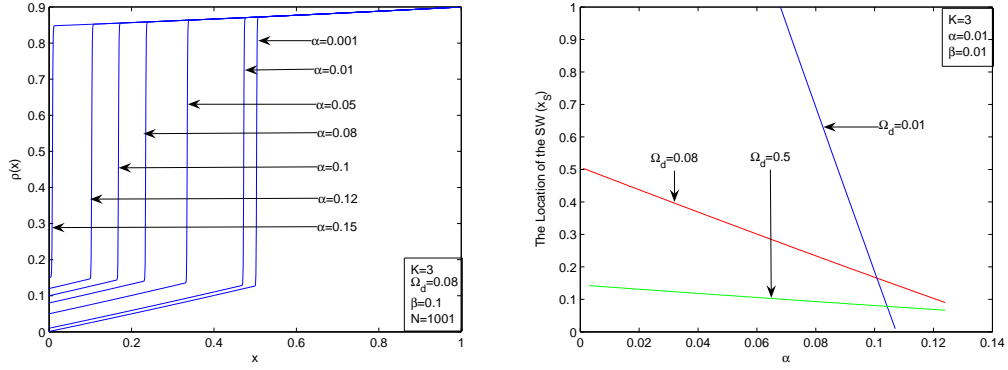 0.9
0.8
0.7
0.6
0.5
0.4
0.3
0.2
0.1
0
ρ(x)
α=0.001
α=0.01
α=0.05
α=0.08
α=0.1
α=0.12
α=0.15
K=3
Ω_d=0.08
β=0.1
N=1001
0 0.2 0.4 0.6 0.8 1
x
1
0.9
0.8
0.7
0.6
0.5
0.4
0.3
0.2
0.1
0
The Location of the SW (x_S)
K=3
α=0.01
β=0.01
Ω_d=0.01
Ω_d=0.08
Ω_d=0.5
0 0.02 0.04 0.06 0.08 0.1 0.12 0.14
α